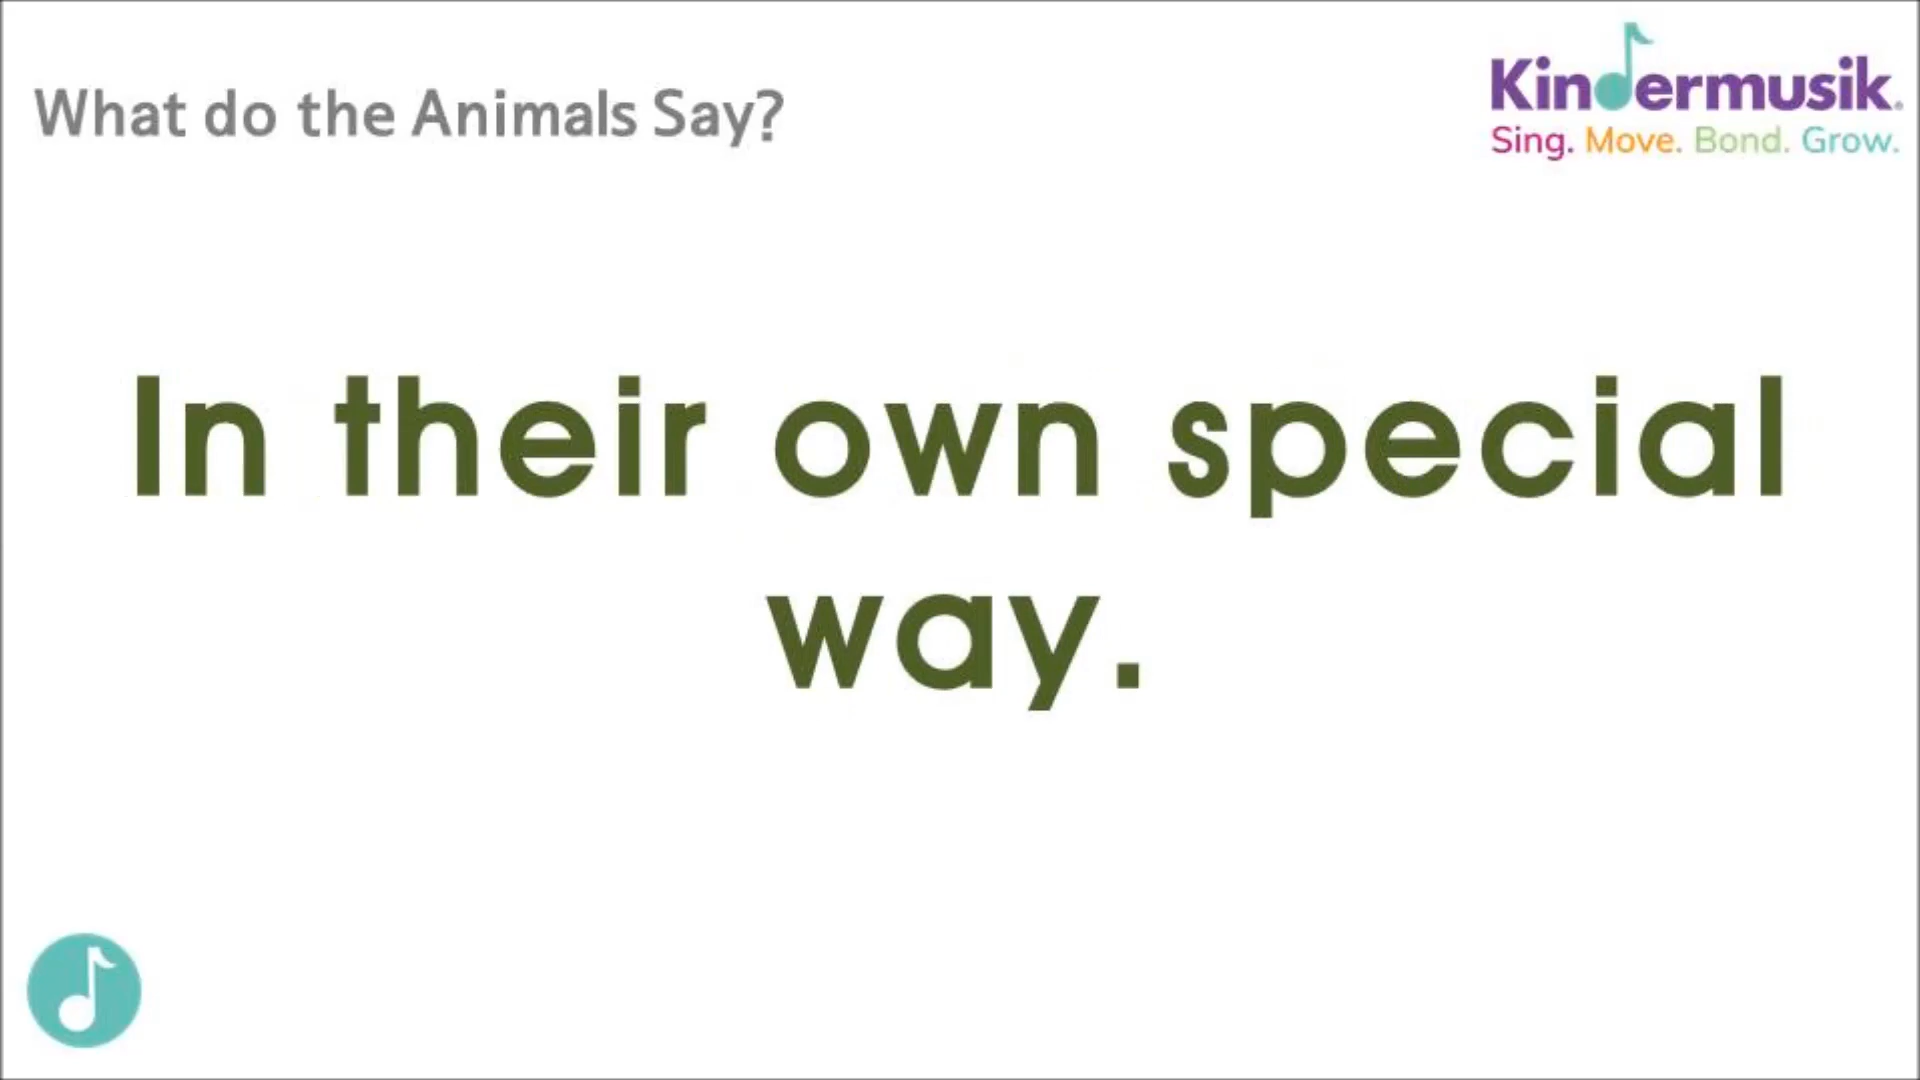 What do the Animals Say?
Kindermusik®
Sing. Move. Bond. Grow.
In their own special
way.